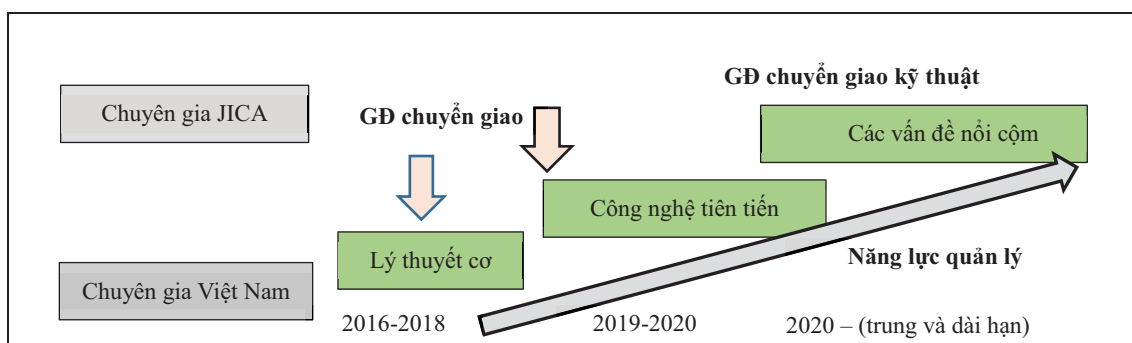 GĐ chuyển giao kỹ thuật
Chuyên gia JICA
GĐ chuyển giao
Các vấn đề nổi cộm
Công nghệ tiên tiến
Lý thuyết cơ
Năng lực quản lý
Chuyên gia Việt Nam
2016-2018
2019-2020
2020 – (trung và dài hạn)